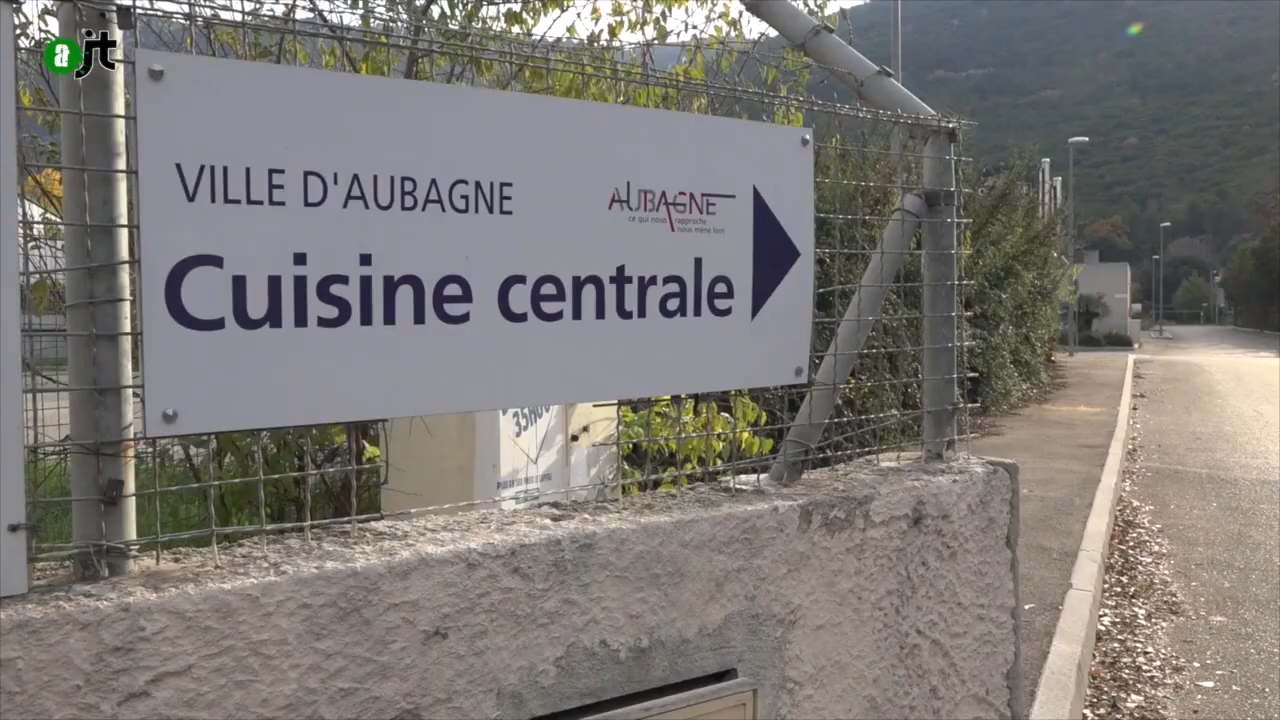 ajt
VILLE D'AUBAGNE
AUBAGNE
ce qui nous rapproche
nous mène loin
Cuisine centrale